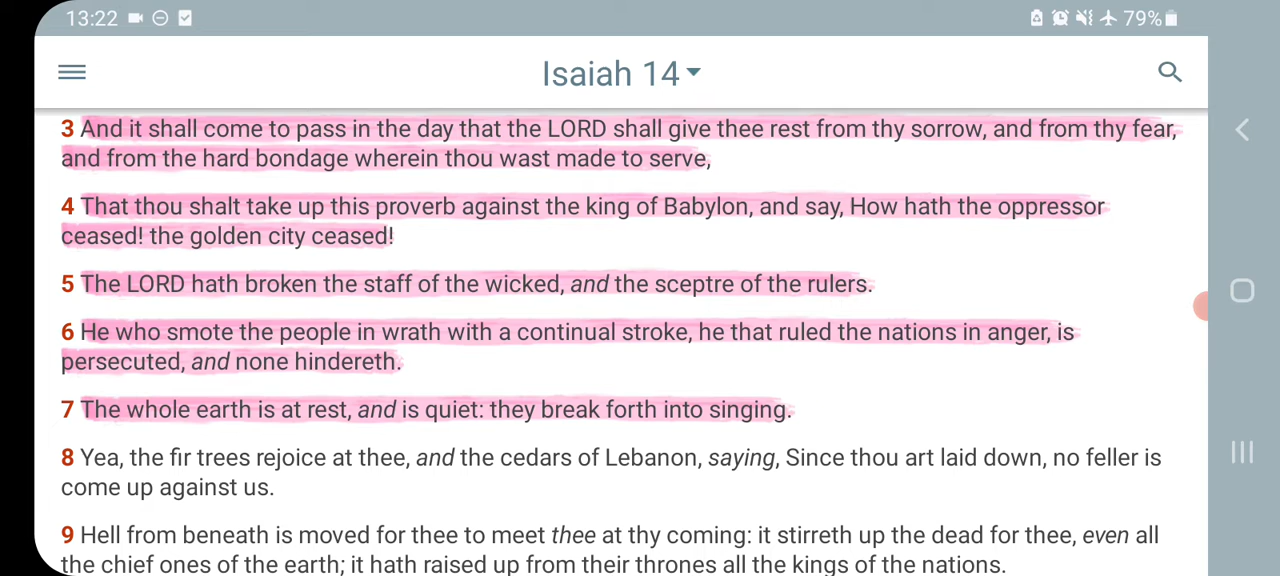 13:22
79%
Isaiah 14
3 And it shall come to pass in the day that the LORD shall give thee rest from thy sorrow, and from thy fear,
and from the hard bondage wherein thou wast made to serve,
4 That thou shalt take up this proverb against the king of Babylon, and say, How hath the oppressor
ceased! the golden city ceased!
5 The LORD hath broken the staff of the wicked, and the sceptre of the rulers.
6 He who smote the people in wrath with a continual stroke, he that ruled the nations in anger, is
persecuted, and none hindereth.
7 The whole earth is at rest, and is quiet: they break forth into singing.
8 Yea, the fir trees rejoice at thee, and the cedars of Lebanon, saying, Since thou art laid down, no feller is
come up against us.
9 Hell from beneath is moved for thee to meet thee at thy coming: it stirreth up the dead for thee, even all
the chief ones of the earth; it hath raised up from their thrones all the kings of the nations.